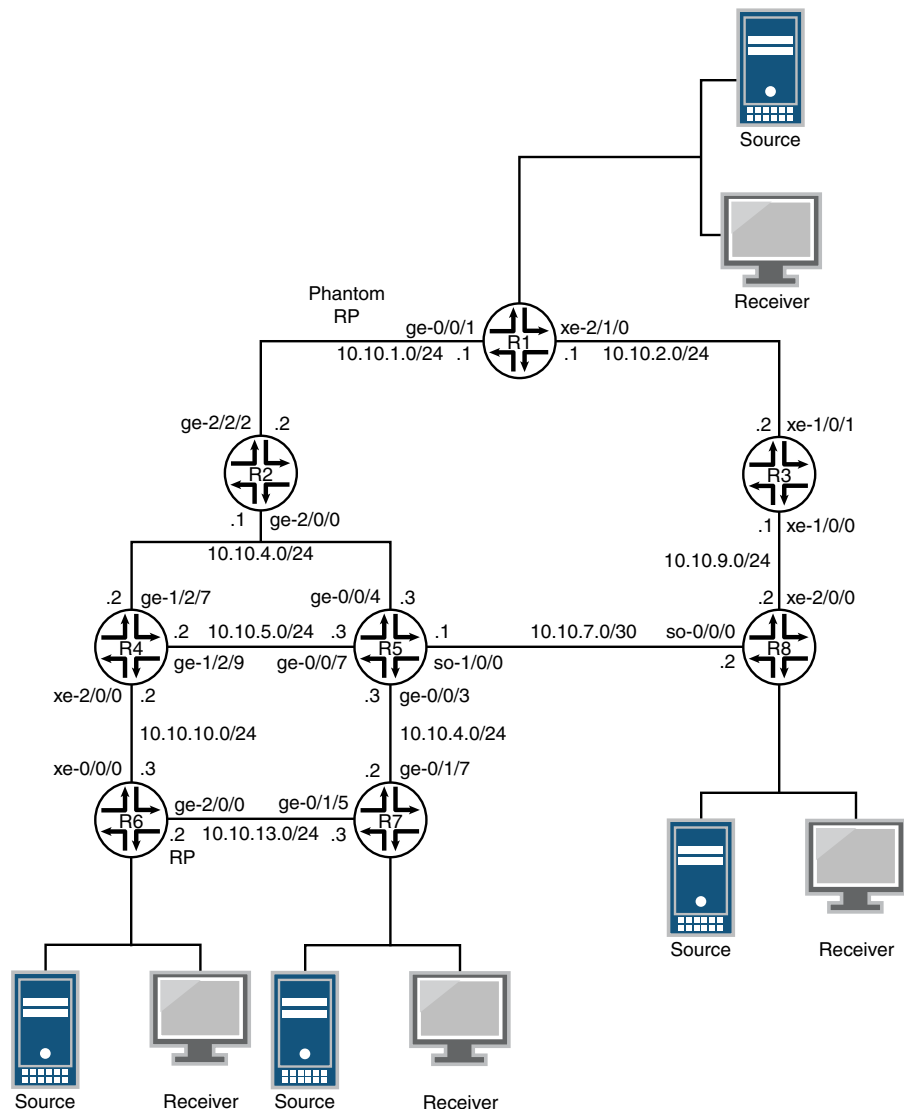 Source
Receiver
Phantom
RP
ge-0/0/1
xe-2/1/0
R1
10.10.1.0/24
.1
.1
10.10.2.0/24
ge-2/2/2
.2
.2
xe-1/0/1
R2
R3
.1
ge-2/0/0
.1
xe-1/0/0
10.10.4.0/24
10.10.9.0/24
.2
ge-1/2/7
ge-0/0/4
.3
.2
xe-2/0/0
.2
10.10.5.0/24
.3
.1
10.10.7.0/30
so-0/0/0
R4
R5
R8
ge-1/2/9
ge-0/0/7
so-1/0/0
.2
xe-2/0/0
.2
.3
ge-0/0/3
10.10.10.0/24
10.10.4.0/24
xe-0/0/0
.3
.2
ge-0/1/7
ge-2/0/0
ge-0/1/5
R6
R7
.2
10.10.13.0/24
.3
RP
Source
Receiver
Source
Receiver
Source
Receiver